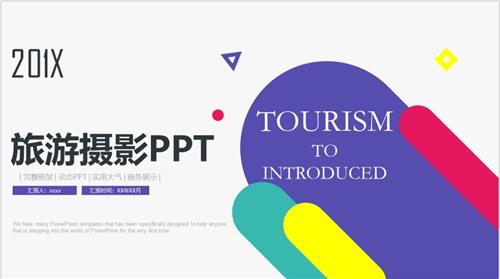 201X
旅游摄影PPT
| 完整框架 | 动态PPT | 实用大气 | 商务展示 |
汇报人：xxxx
汇报时间：XX年XX月
We have many PowerPoint templates that has been specifically designed to help anyone
that is stepping into the world of PowerPoint for the very first time.
TOURISM
TO
INTRODUCED